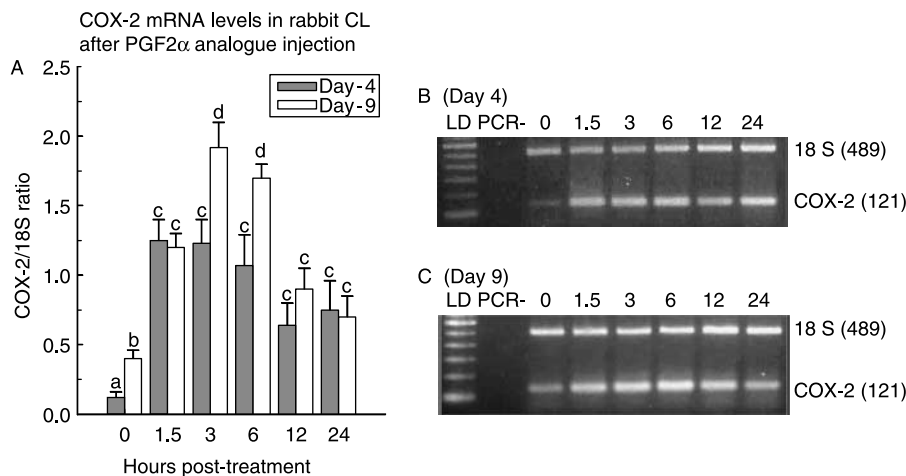 COX-2 mRNA levels in rabbit CL
after PGF2α analogue injection
A
2.5
2.0
1.5
1.0
0.5
0.0
COX-2/18S ratio
Day-4
Day-9
a
b
c
c
c
d
c
d
c
c
c
c
0 1.5 3 6 12 24
Hours post-treatment
B (Day 4)
LD PCR- 0 1.5 3 6 12 24
18 S (489)
COX-2 (121)
C (Day 9)
LD PCR- 0 1.5 3 6 12 24
18 S (489)
COX-2 (121)